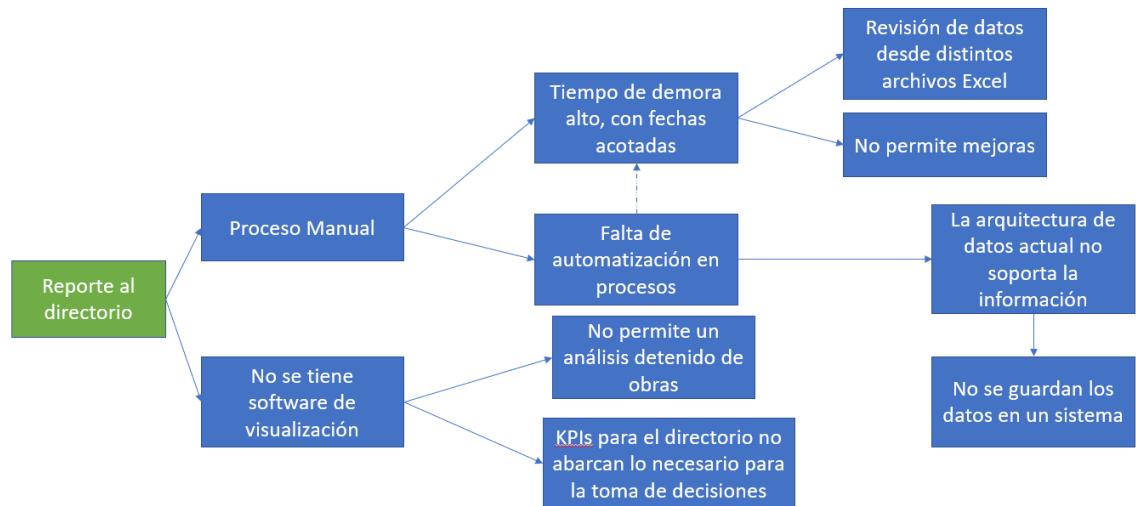 Revisión de datos
desde distintos
archivos Excel
Tiempo de demora
alto, con fechas
acotadas
No permite mejoras
Proceso Manual
Falta de
automatización en
procesos
La arquitectura de
datos actual no
soporta la
información
Reporte al
directorio
No permite un
análisis detenido de
obras
No se tiene
software de
visualización
No se guardan los
datos en un sistema
KPIs para el directorio no
abarcan lo necesario para
la toma de decisiones